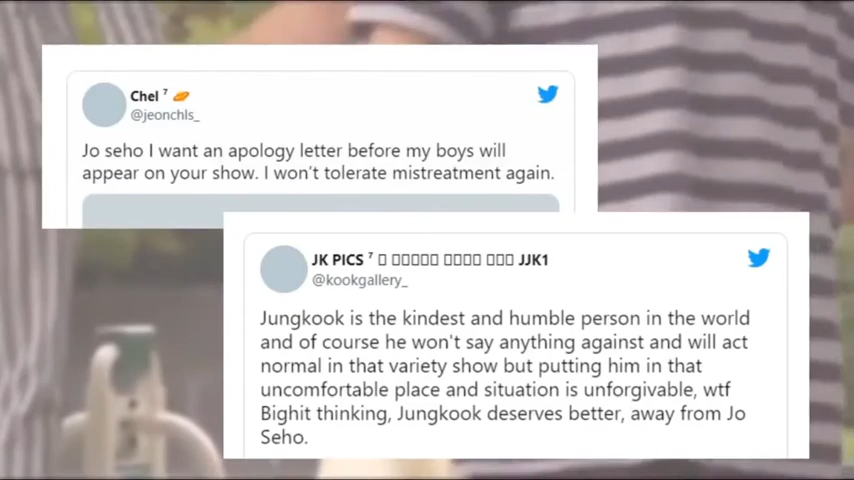 Chel ⁷
@jeonchls_
Jo seho I want an apology letter before my boys will
appear on your show. I won't tolerate mistreatment again.
JK PICS ⁷ JJK1
@kookgallery_
Jungkook is the kindest and humble person in the world
and of course he won't say anything against and will act
normal in that variety show but putting him in that
uncomfortable place and situation is unforgivable, wtf
Bighit thinking, Jungkook deserves better, away from Jo
Seho.